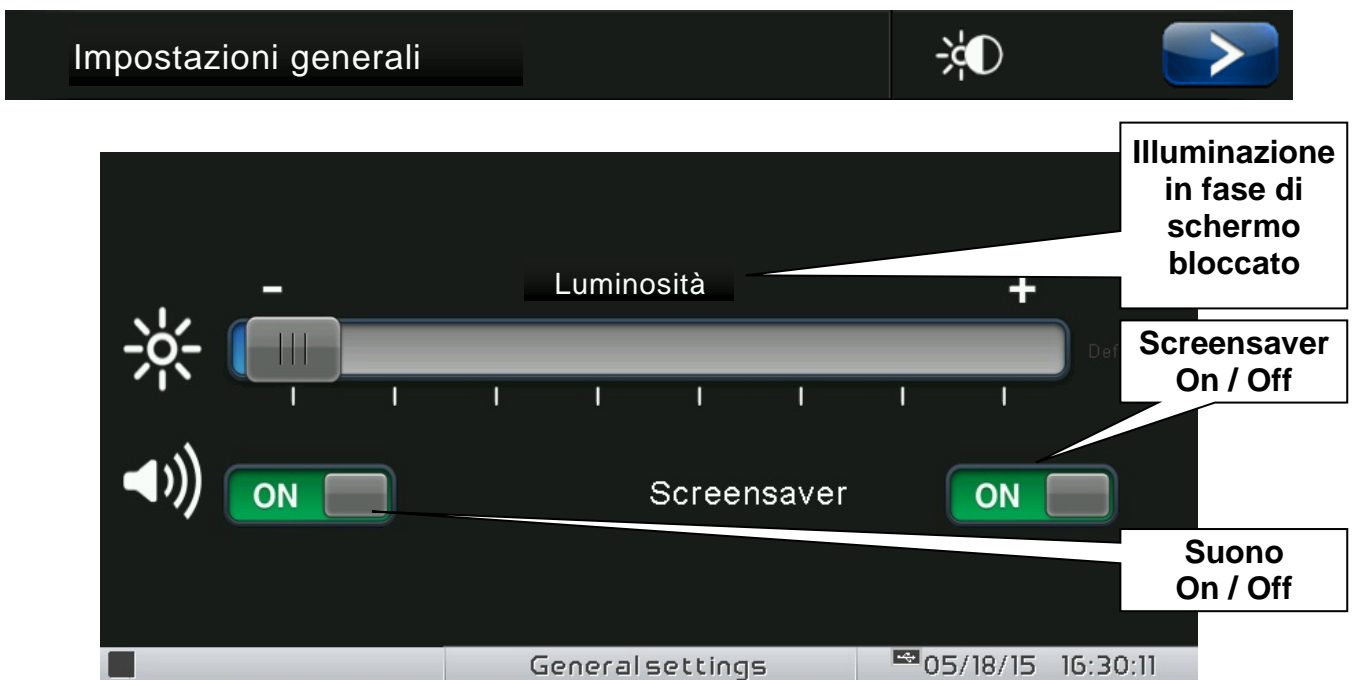 Impostazioni generali
Illuminazione
in fase di
schermo
bloccato
- Luminosità +
Def
Screensaver
On / Off
ON Screensaver ON
Suono
On / Off
General settings 05/18/15 16:30:11